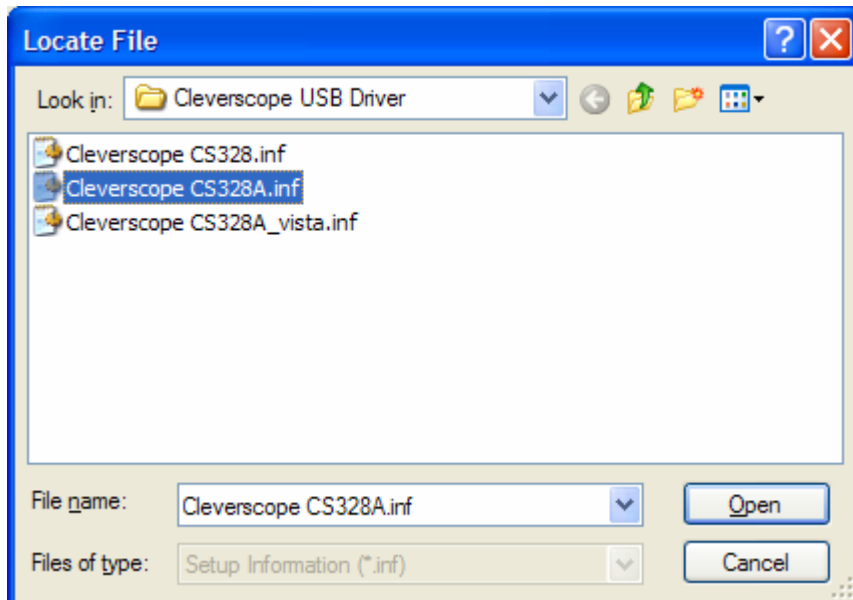 Locate File
Look in: Cleverscope USB Driver
Cleverscope CS328.inf
Cleverscope CS328A.inf
Cleverscope CS328A_vista.inf
File name: Cleverscope CS328A.inf Open
Files of type: Setup Information (*.inf) Cancel